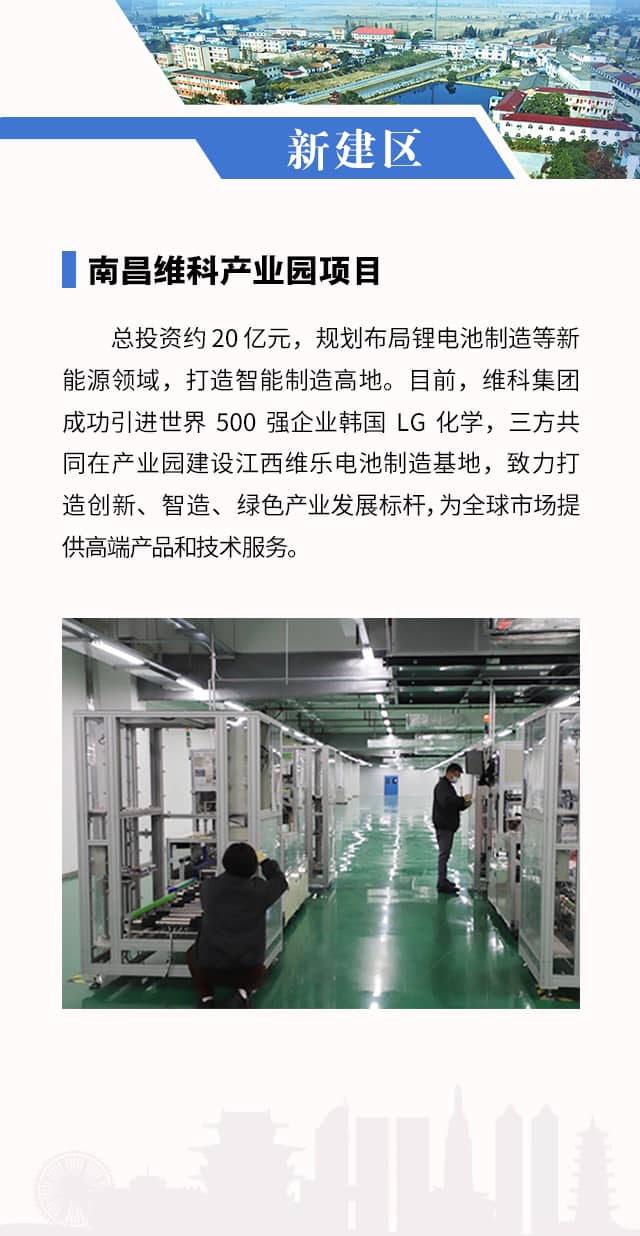 新建区
南昌维科产业园项目
总投资约 20 亿元，规划布局锂电池制造等新
能源领域，打造智能制造高地。目前，维科集团
成功引进世界 500 强企业韩国 LG 化学，三方共
同在产业园建设江西维乐电池制造基地，致力打
造创新、智造、绿色产业发展标杆，为全球市场提
供高端产品和技术服务。